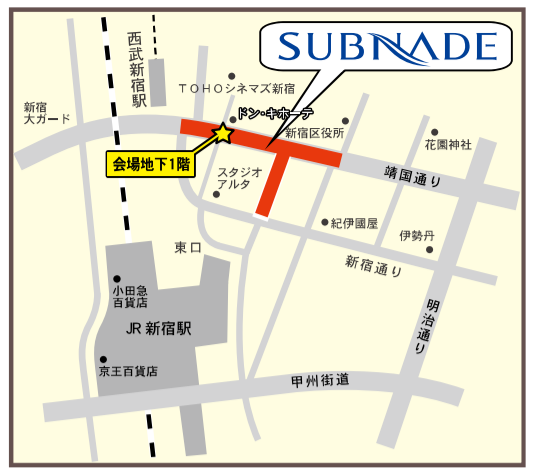 SUBNADE
西武新宿駅
TOHOシネマズ新宿
ドン・キホーテ
新宿
大ガード
新宿区役所
花園神社
会場地下1階
スタジオ
アルタ
靖国通り
紀伊國屋
伊勢丹
東口
新宿通り
小田急
百貨店
JR新宿駅
明治通り
京王百貨店
甲州街道